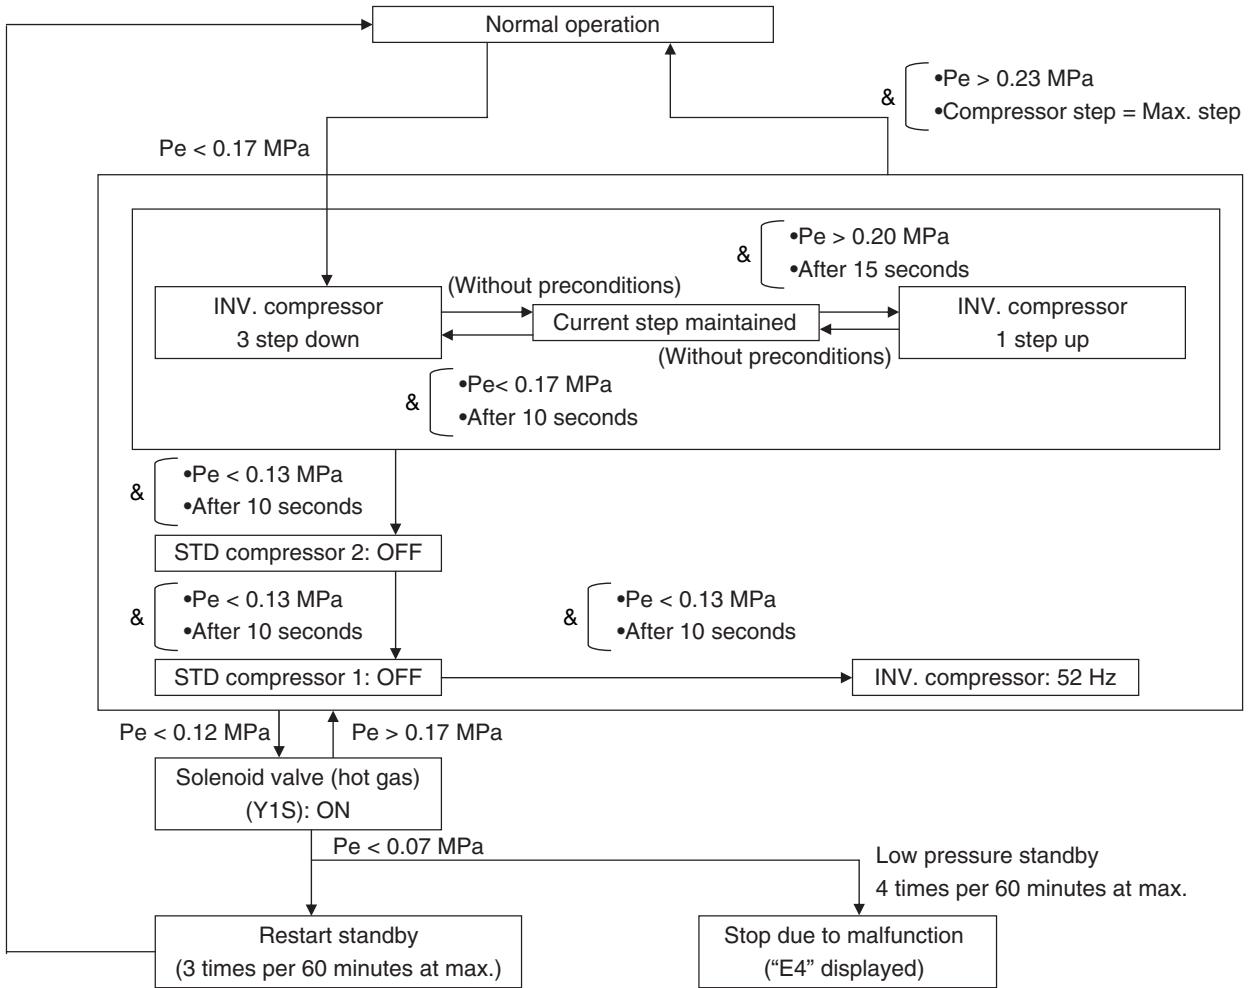 Normal operation
•Pe > 0.23 MPa
&
•Compressor step = Max. step
Pe < 0.17 MPa
•Pe > 0.20 MPa
&
•After 15 seconds
(Without preconditions)
INV. compressor
3 step down
Current step maintained
INV. compressor
1 step up
(Without preconditions)
•Pe< 0.17 MPa
&
•After 10 seconds
•Pe < 0.13 MPa
&
•After 10 seconds
STD compressor 2: OFF
•Pe < 0.13 MPa
&
•After 10 seconds
•Pe < 0.13 MPa
&
•After 10 seconds
STD compressor 1: OFF
INV. compressor: 52 Hz
Pe < 0.12 MPa
Pe > 0.17 MPa
Solenoid valve (hot gas)
(Y1S): ON
Pe < 0.07 MPa
Low pressure standby
4 times per 60 minutes at max.
Restart standby
(3 times per 60 minutes at max.)
Stop due to malfunction
(“E4” displayed)